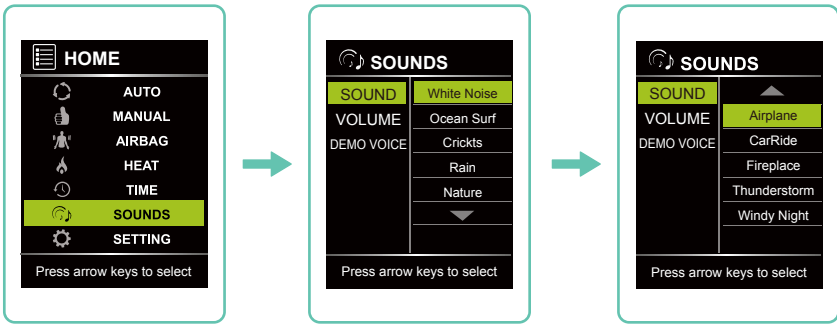 HOME
AUTO
MANUAL
AIRBAG
HEAT
TIME
SOUNDS
SETTING
Press arrow keys to select
SOUNDS
SOUND White Noise
VOLUME Ocean Surf
DEMO VOICE Crickts
Rain
Nature
Press arrow keys to select
SOUNDS
SOUND
VOLUME Airplane
DEMO VOICE CarRide
Fireplace
Thunderstorm
Windy Night
Press arrow keys to select